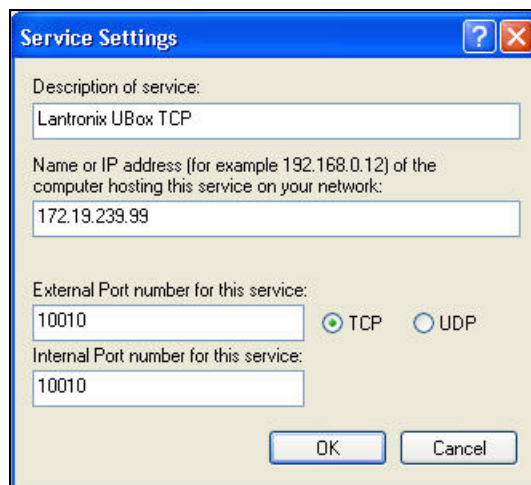 Service Settings
Description of service:
Lantronix UBox TCP
Name or IP address (for example 192.168.0.12) of the
computer hosting this service on your network:
172.19.239.99
External Port number for this service:
10010
TCP
UDP
Internal Port number for this service:
10010
OK
Cancel